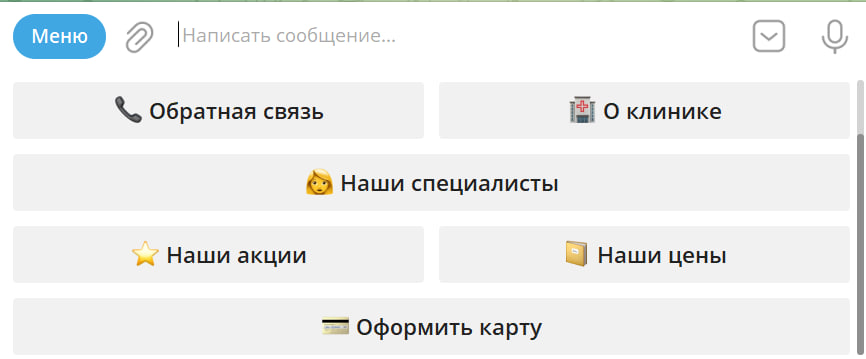 Меню Написать сообщение...
Обратная связь О клинике
Наши специалисты
Наши акции Наши цены
Оформить карту